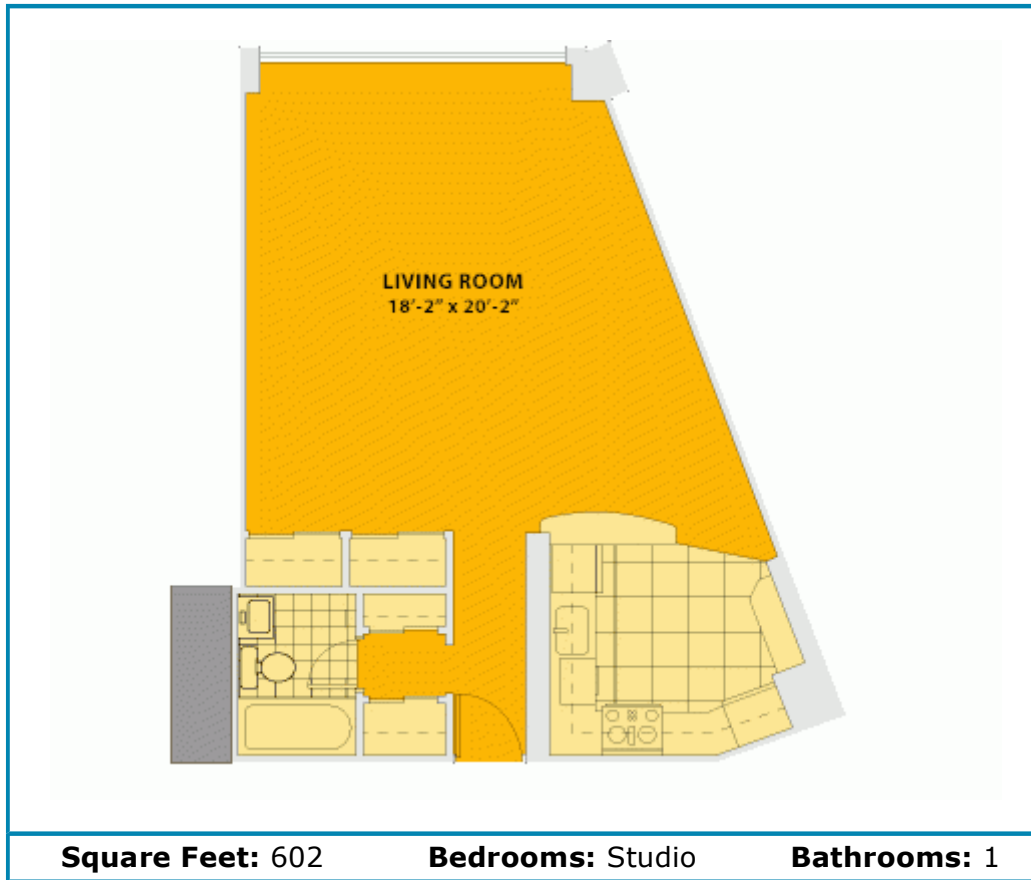 LIVING ROOM
18'-2" x 20'-2"
Square Feet: 602 Bedrooms: Studio Bathrooms: 1